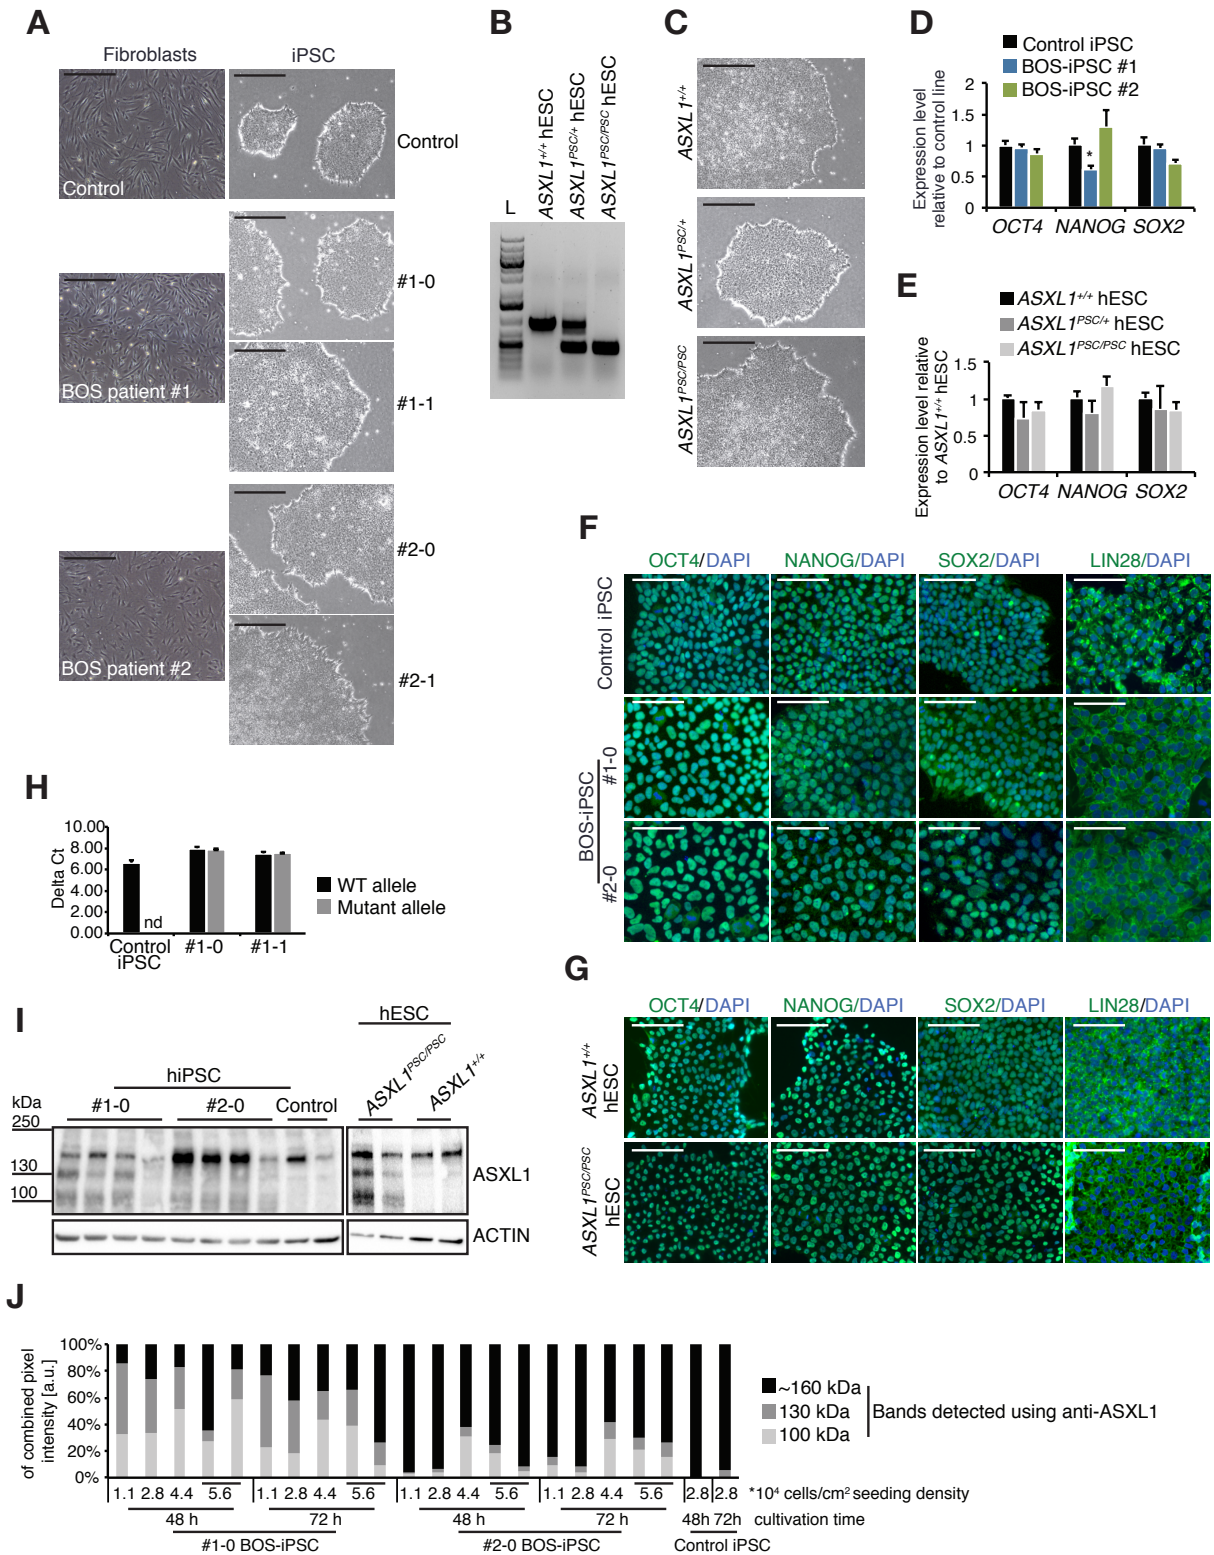 A
Fibroblasts
iPSC
Control
Control
#1-0
BOS patient #1
#1-1
#2-0
BOS patient #2
#2-1
B
L
ASXL1+/+ hESC
ASXL1PSC/+ hESC
ASXL1PSC/PSC hESC
C
ASXL1+/+
ASXL1PSC/+
ASXL1PSC/PSC
D
Control iPSC
BOS-iPSC #1
BOS-iPSC #2
Expression level
relative to control line
2
1.5
1
0.5
0
*
OCT4 NANOG SOX2
E
ASXL1+/+ hESC
ASXL1PSC/+ hESC
ASXL1PSC/PSC hESC
Expression level relative
to ASXL1+/+ hESC
1.5
1
0.5
0
OCT4 NANOG SOX2
F
OCT4/DAPI NANOG/DAPI SOX2/DAPI LIN28/DAPI
Control iPSC
BOS-iPSC
#1-0
#2-0
G
OCT4/DAPI NANOG/DAPI SOX2/DAPI LIN28/DAPI
ASXL1+/+
hESC
ASXL1PSC/PSC
hESC
H
Delta Ct
10.00
8.00
6.00
4.00
2.00
0.00
nd
Control
iPSC
#1-0
#1-1
WT allele
Mutant allele
I
hESC
ASXL1PSC/PSC
ASXL1+/+
hiPSC
kDa
#1-0
#2-0
Control
250
130
100
ASXL1
ACTIN
J
of combined pixel
intensity [a.u.]
100%
80%
60%
40%
20%
0%
~160 kDa
130 kDa
100 kDa
Bands detected using anti-ASXL1
1.1 2.8 4.4 5.6 1.1 2.8 4.4 5.6 1.1 2.8 4.4 5.6 1.1 2.8 4.4 5.6 2.8 2.8 *10⁴ cells/cm² seeding density
48 h 72 h 48 h 72 h 48h 72h cultivation time
#1-0 BOS-iPSC #2-0 BOS-iPSC Control iPSC